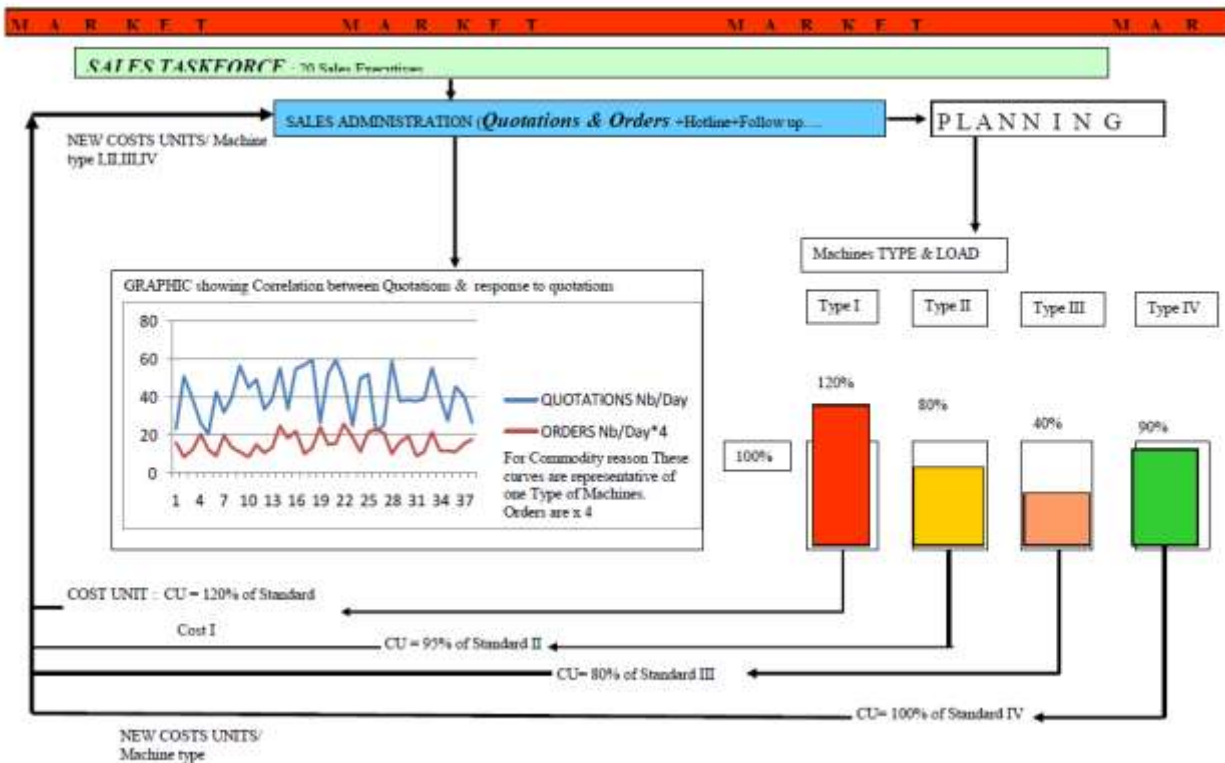 M A R K E T M A R K E T M A R K E T M A R
SALES TASKFORCE - 20 Sales Executives
SALES ADMINISTRATION (Quotations & Orders +Hotline+Follow up....
P L A N N I N G
NEW COSTS UNITS/ Machine
type I,II,III,IV
Machines TYPE & LOAD
GRAPHIC showing Correlation between Quotations & response to quotations
Type I
Type II
Type III
Type IV
80
60
40
20
0
1 4 7 10 13 16 19 22 25 28 31 34 37
QUOTATIONS Nb/Day
ORDERS Nb/Day*4
For Commodity reason These
curves are representative of
one Type of Machines.
Orders are x 4
120%
80%
40%
90%
100%
COST UNIT : CU = 120% of Standard
Cost I
CU = 95% of Standard II
CU= 80% of Standard III
CU= 100% of Standard IV
NEW COSTS UNITS/
Machine type